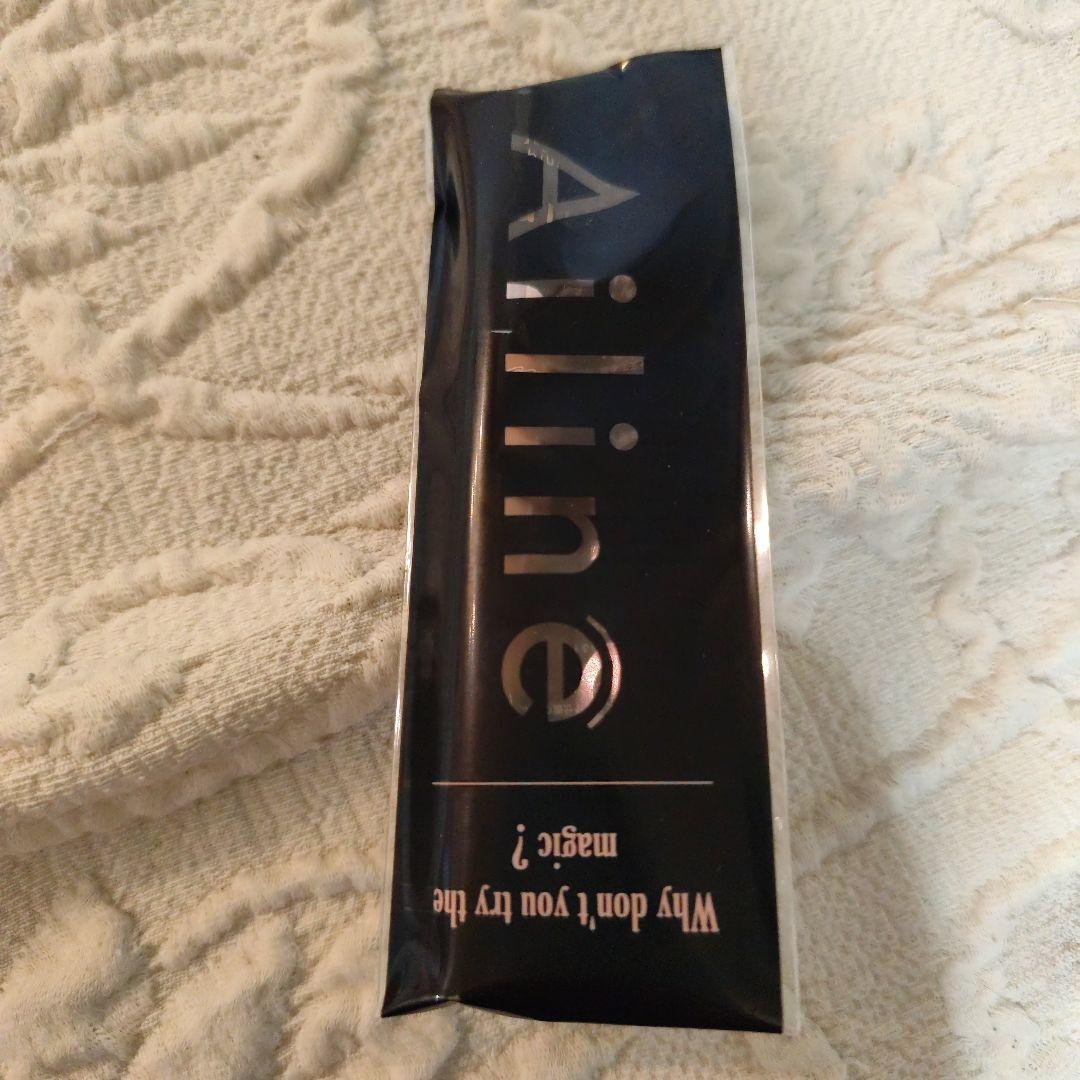 Ailine
Why don't you try the
magic ?